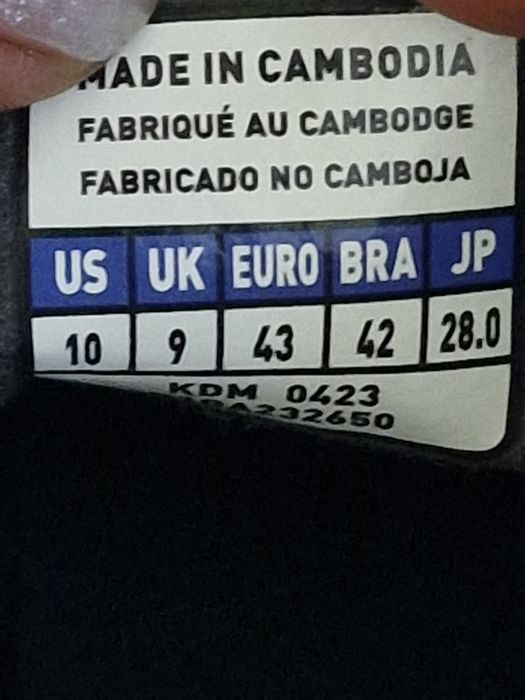 MADE IN CAMBODIA
FABRIQUÉ AU CAMBODGE
FABRICADO NO CAMBOJA
US UK EURO BRA JP
10 9 43 42 28.0
KDM 0423